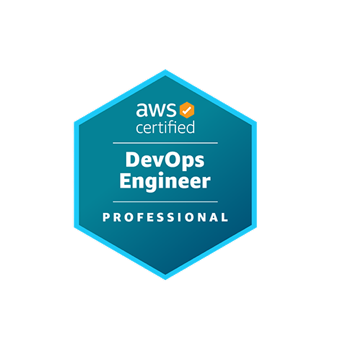 aws
certified
DevOps
Engineer
PROFESSIONAL